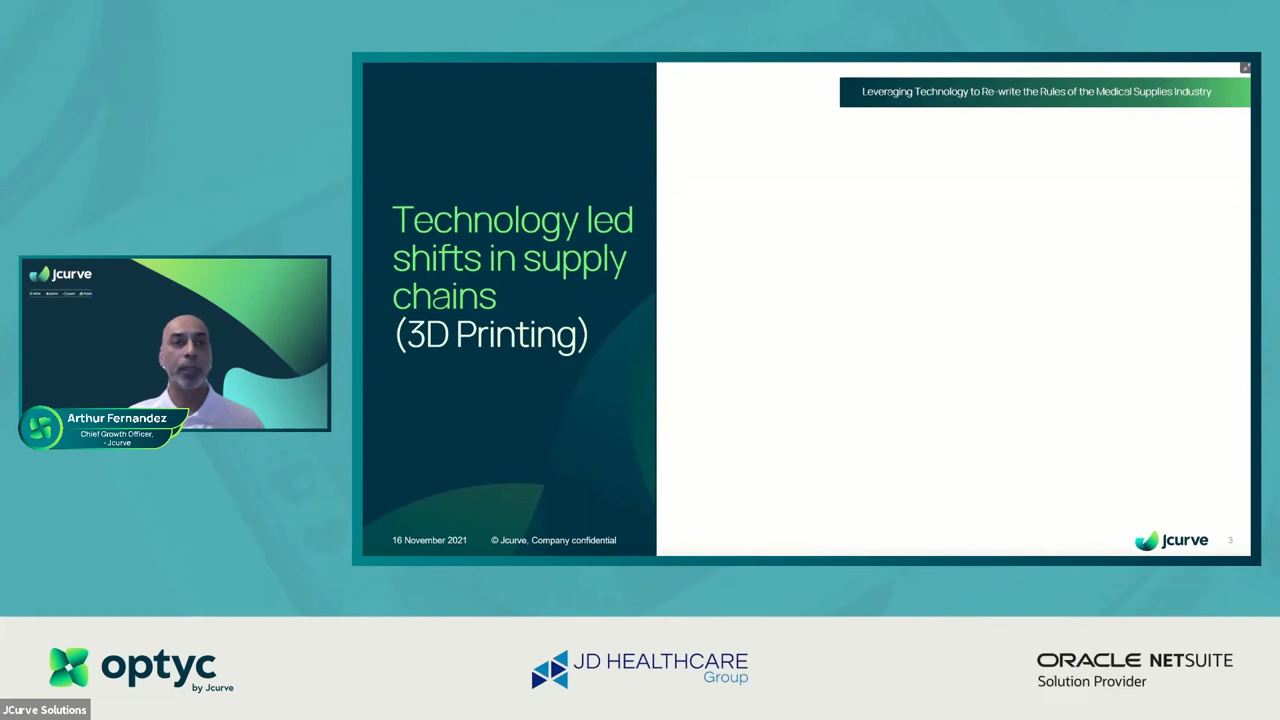 Leveraging Technology to Re-write the Rules of the Medical Supplies Industry
Technology led
shifts in supply
chains
(3D Printing)
Jcurve
Arthur Fernandez
Chief Growth Officer,
- Jcurve
16 November 2021
© Jcurve, Company confidential
Jcurve
3
optyc
by Jcurve
JD HEALTHCARE
Group
ORACLE NETSUITE
Solution Provider
JCurve Solutions